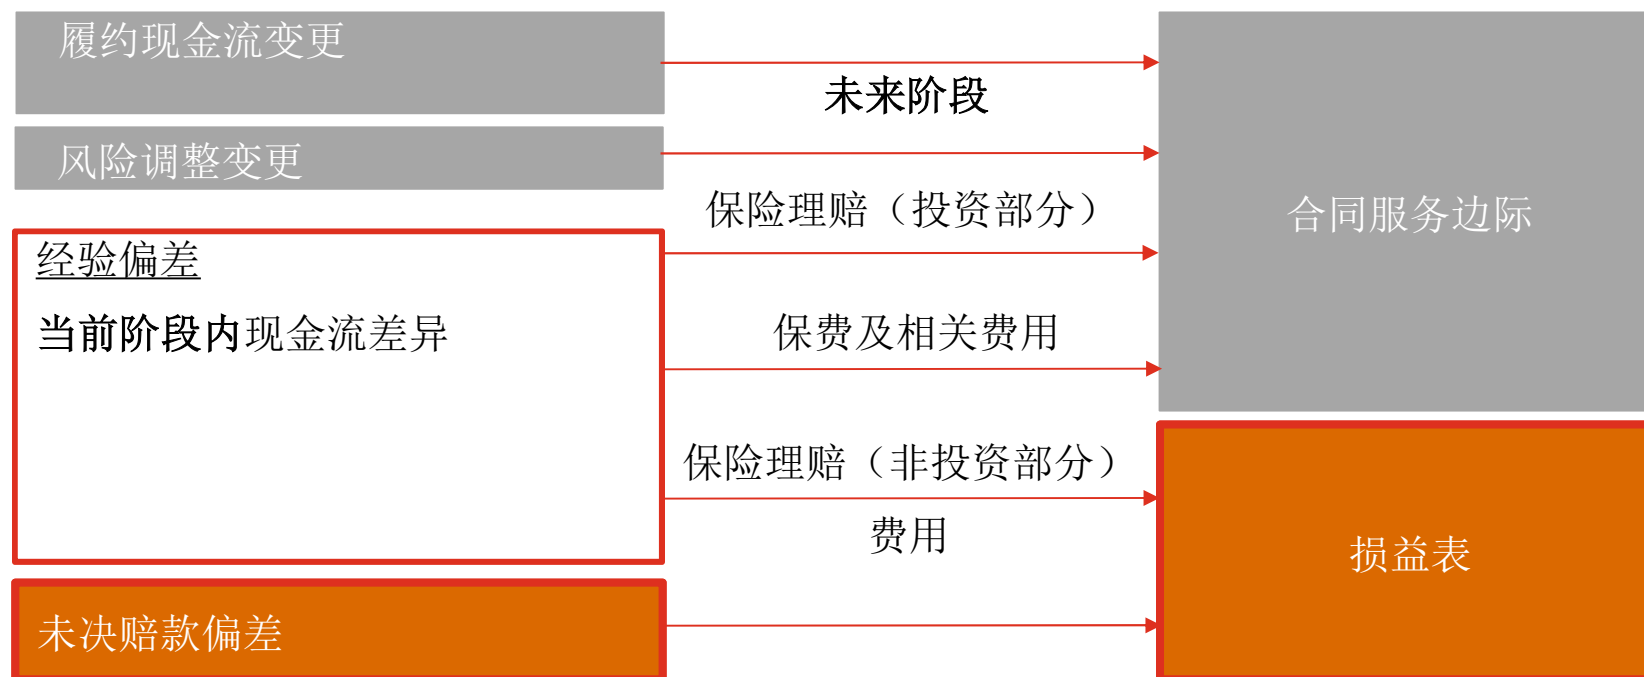 履约现金流变更
未来阶段
风险调整变更
保险理赔（投资部分）
合同服务边际
经验偏差
当前阶段内现金流差异
保费及相关费用
保险理赔（非投资部分）
费用
损益表
未决赔款偏差